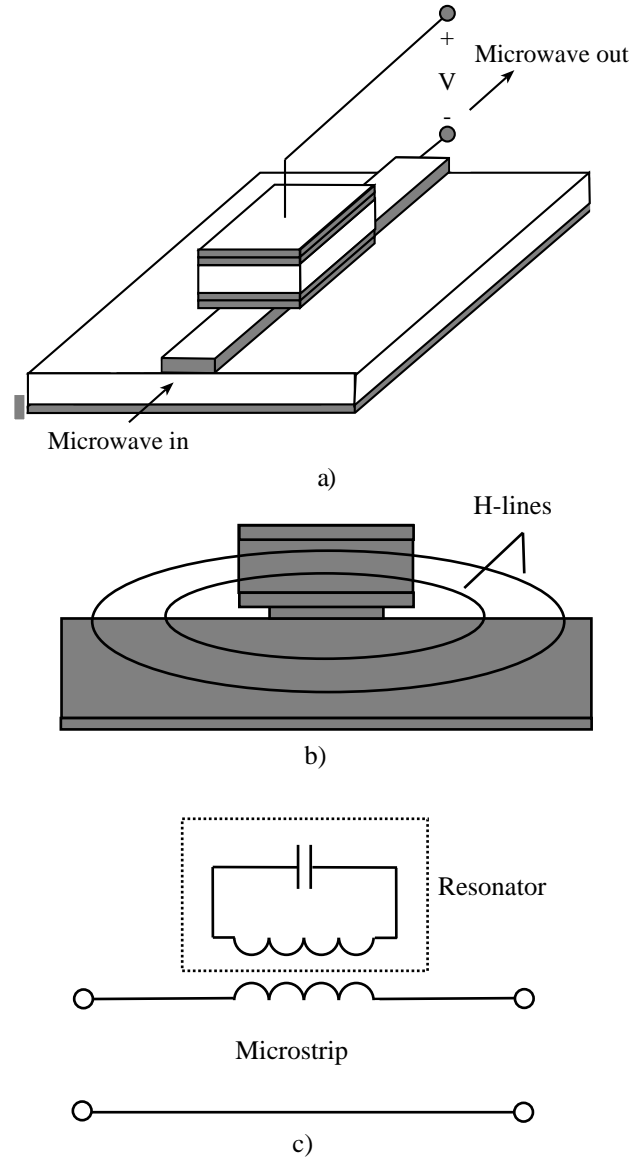 +
Microwave out
V
-
Microwave in
a)
H-lines
b)
Resonator
Microstrip
c)